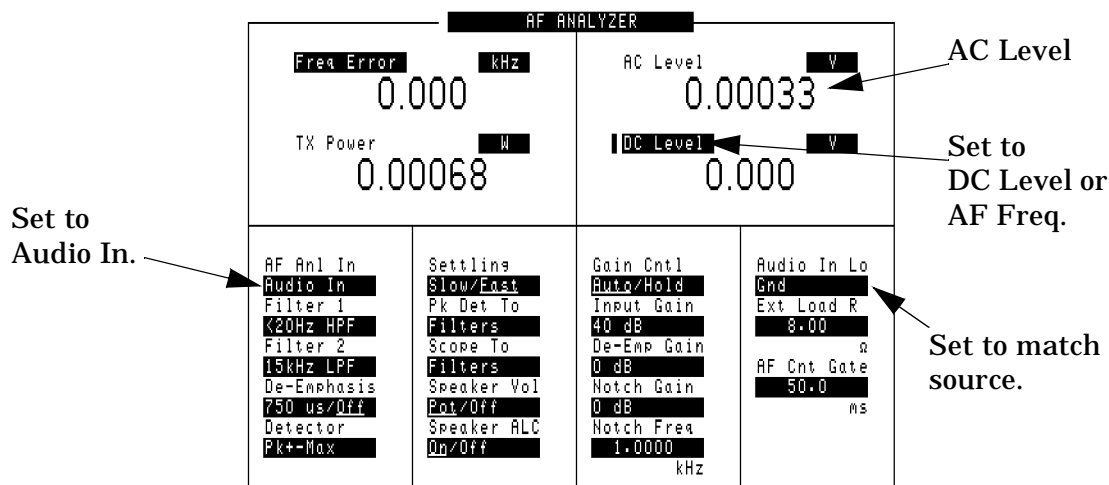 AF ANALYZER
Freq Error kHz
0.000
TX Power W
0.00068
AC Level V
0.00033
DC Level V
0.000
AC Level
Set to
DC Level or
AF Freq.
Set to
Audio In.
AF Anl In
Audio In
Filter 1
<20Hz HPF
Filter 2
15kHz LPF
De-Emphasis
750 us/Off
Detector
Pk+-Max
Settling
Slow/Fast
Pk Det To
Filters
Scope To
Filters
Speaker Vol
Pot/Off
Speaker ALC
On/Off
Gain Cntl
Auto/Hold
Input Gain
40 dB
De-Emp Gain
0 dB
Notch Gain
0 dB
Notch Freq
1.0000
kHz
Audio In Lo
Gnd
Ext Load R
8.00
Ω
AF Cnt Gate
50.0
ms
Set to match
source.